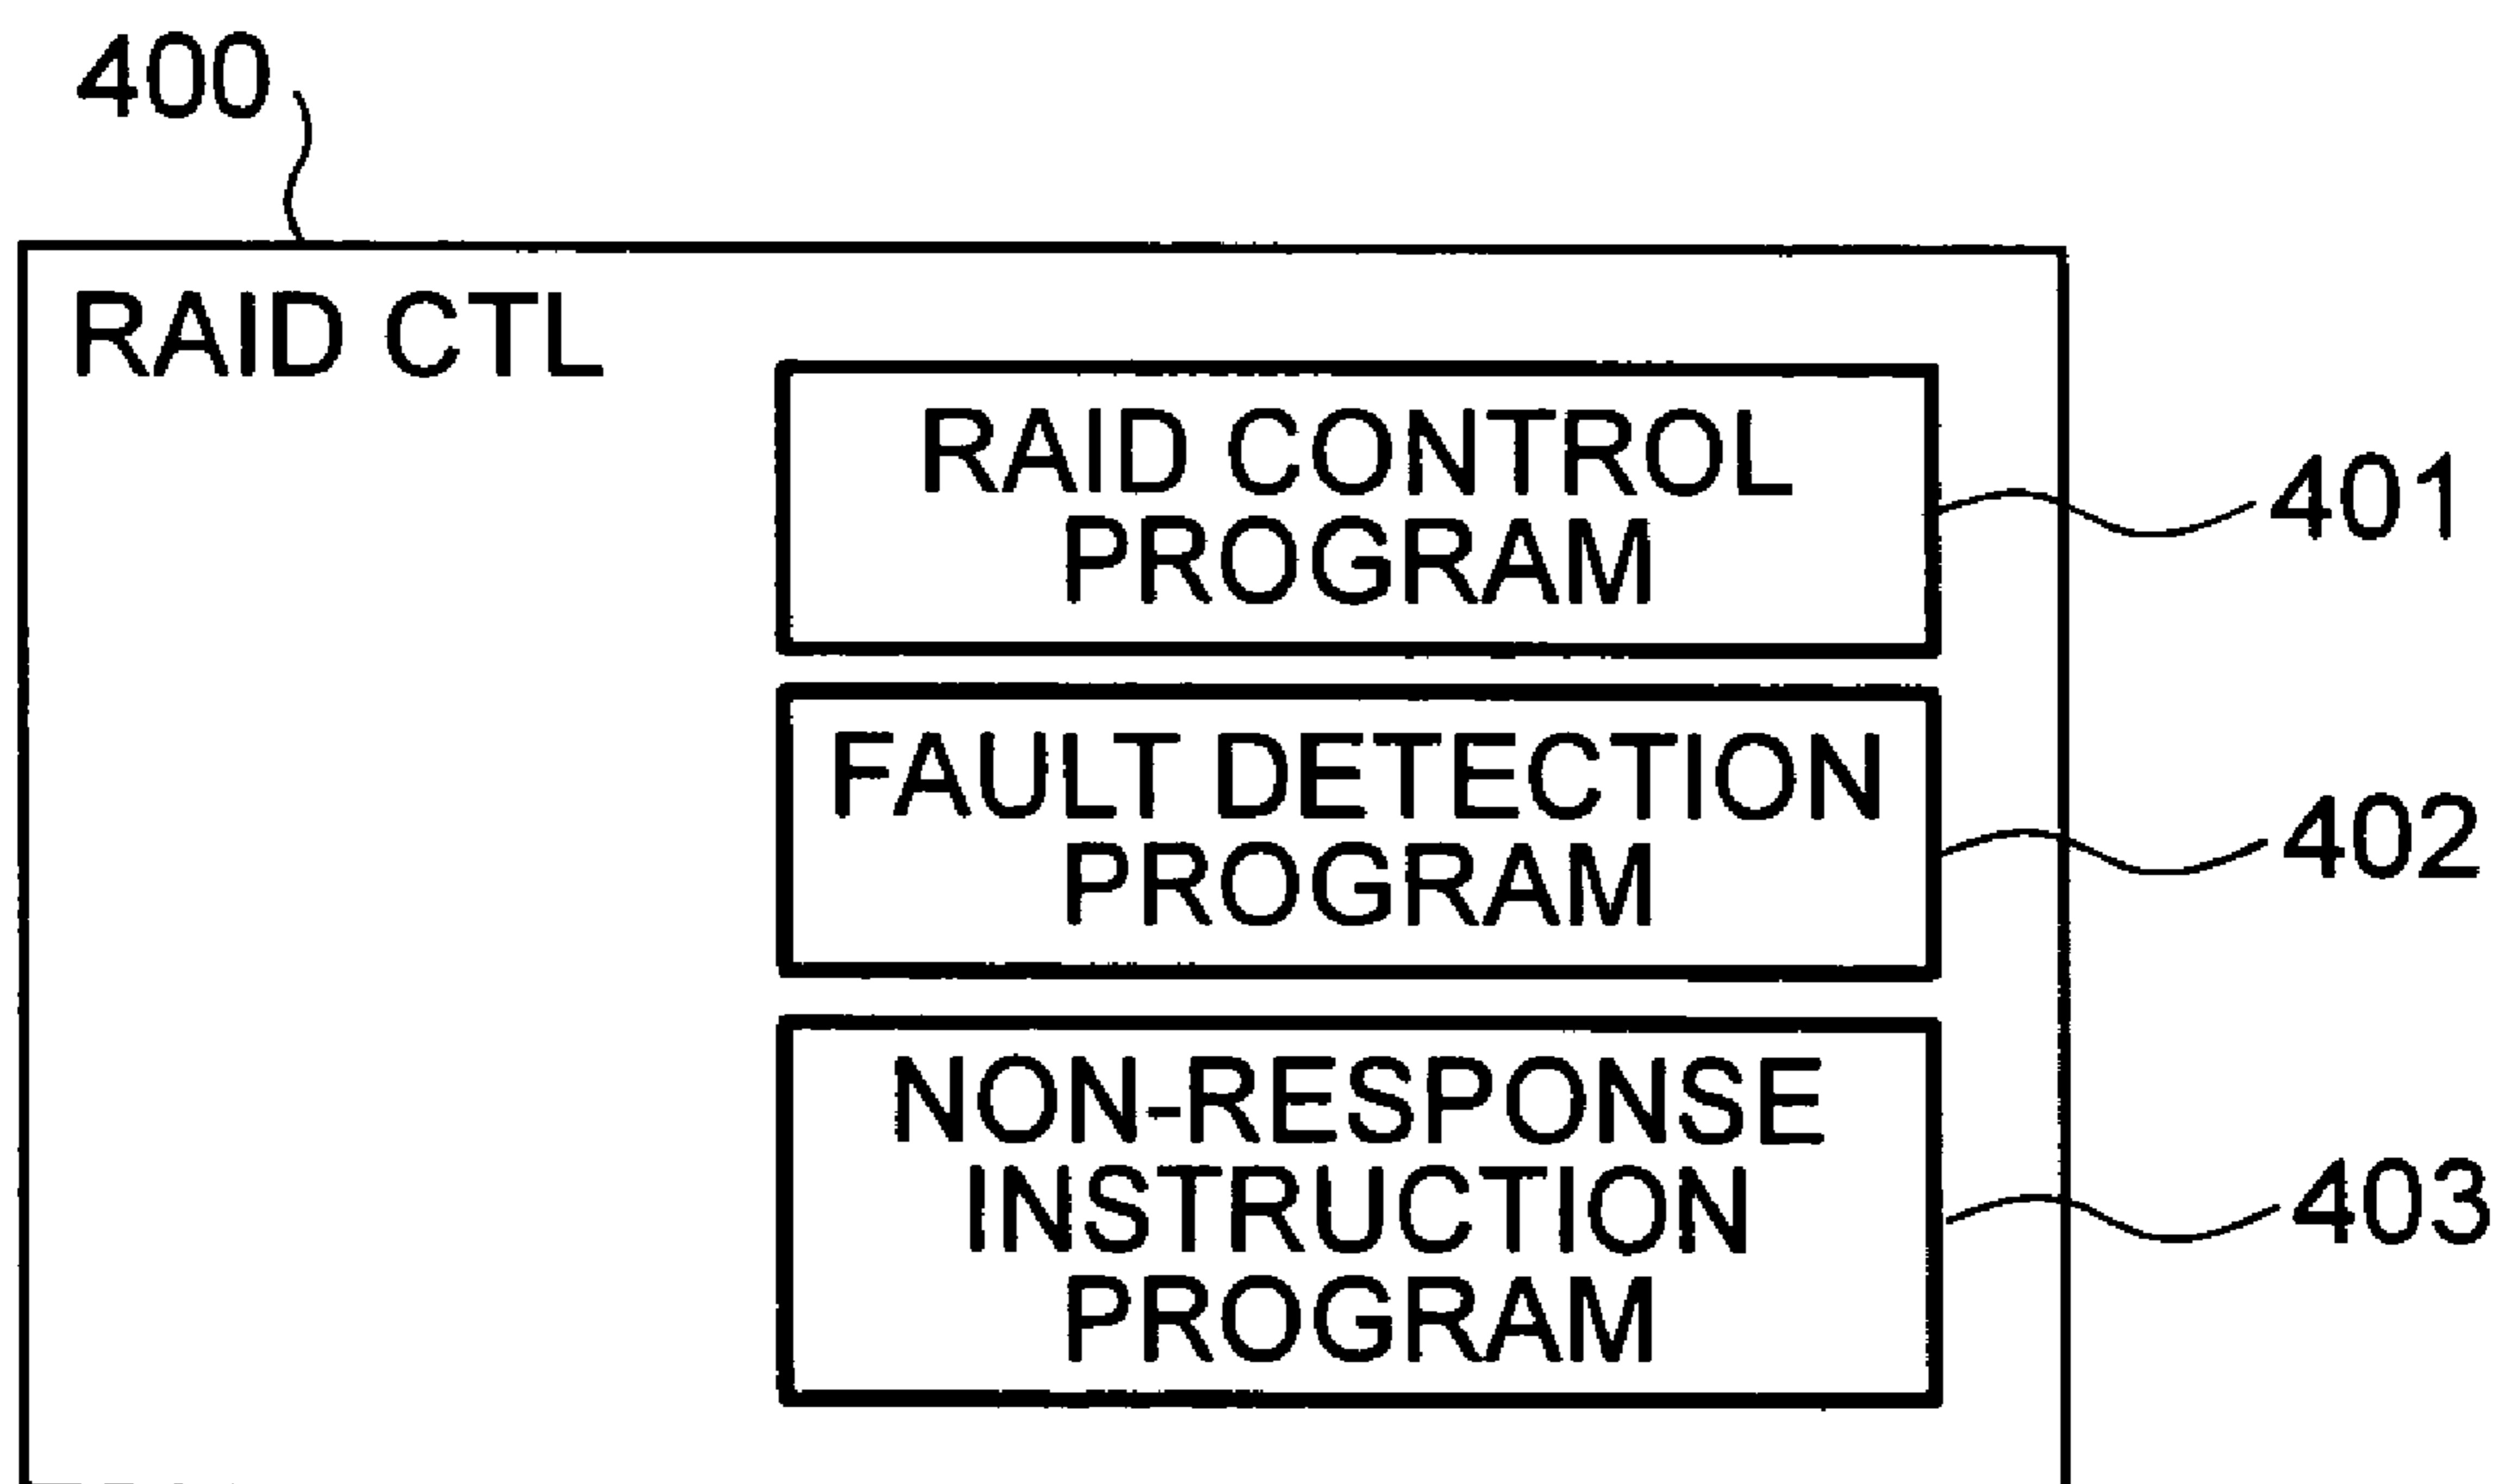 400
RAID CTL
RAID CONTROL
PROGRAM
401
FAULT DETECTION
PROGRAM
402
NON-RESPONSE
INSTRUCTION
PROGRAM
403